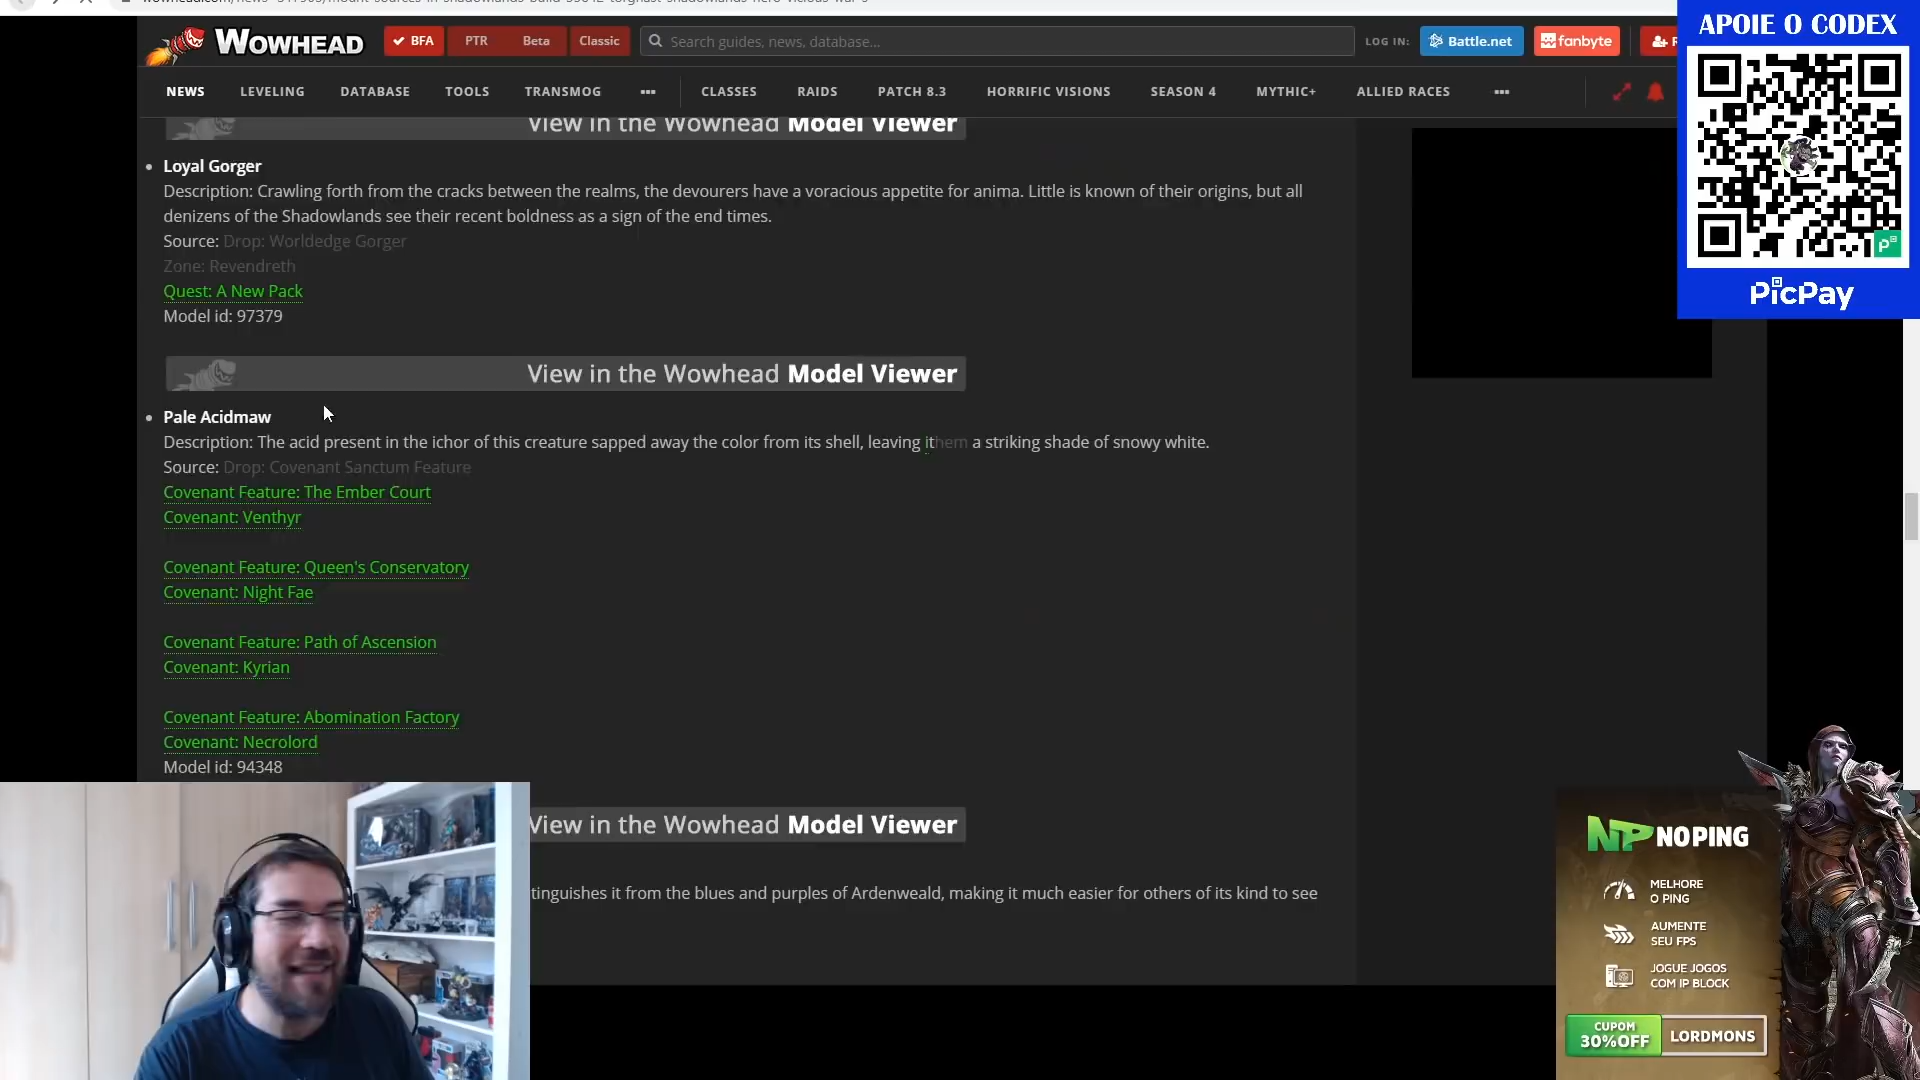 WOWHEAD
BFA
PTR
Beta
Classic
Search guides, news, database...
LOG IN:
Battle.net
fanbyte
NEWS
LEVELING
DATABASE
TOOLS
TRANSMOG
CLASSES
RAIDS
PATCH 8.3
HORRIFIC VISIONS
SEASON 4
MYTHIC+
ALLIED RACES
APOIE O CODEX
PicPay
View in the Wowhead Model Viewer
Loyal Gorger
Description: Crawling forth from the cracks between the realms, the devourers have a voracious appetite for anima. Little is known of their origins, but all
denizens of the Shadowlands see their recent boldness as a sign of the end times.
Source: Drop: Worldedge Gorger
Zone: Revendreth
Quest: A New Pack
Model id: 97379
View in the Wowhead Model Viewer
Pale Acidmaw
Description: The acid present in the ichor of this creature sapped away the color from its shell, leaving ithem a striking shade of snowy white.
Source: Drop: Covenant Sanctum Feature
Covenant Feature: The Ember Court
Covenant: Venthyr
Covenant Feature: Queen's Conservatory
Covenant: Night Fae
Covenant Feature: Path of Ascension
Covenant: Kyrian
Covenant Feature: Abomination Factory
Covenant: Necrolord
Model id: 94348
View in the Wowhead Model Viewer
tinguishes it from the blues and purples of Ardenweald, making it much easier for others of its kind to see
NP NOPING
MELHORE
O PING
AUMENTE
SEU FPS
JOGUE JOGOS
COM IP BLOCK
CUPOM
30%OFF
LORDMONS